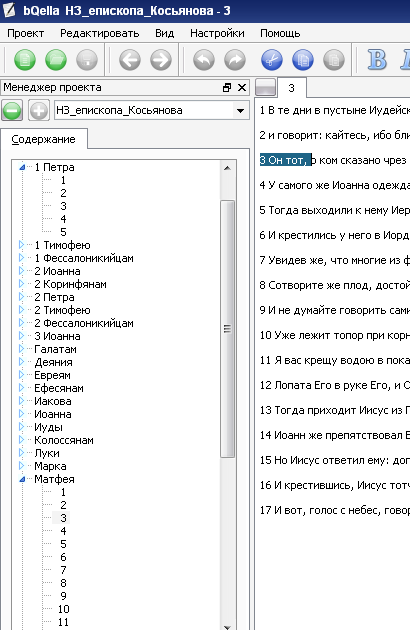 bQella НЗ_епископа_Косьянова - 3
Проект Редактировать Вид Настройки Помощь
B
Менеджер проекта
НЗ_епископа_Косьянова
Содержание
1 Петра
1
2
3
4
5
1 Тимофею
1 Фессалоникийцам
2 Иоанна
2 Коринфянам
2 Петра
2 Тимофею
2 Фессалоникийцам
3 Иоанна
Галатам
Деяния
Евреям
Ефесянам
Иакова
Иоанна
Иуды
Колоссянам
Луки
Марка
Матфея
1
2
3
4
5
6
7
8
9
10
11
3
1 В те дни в пустыне Иудейск
2 и говорит: кайтесь, ибо бли
3 Он тот, о ком сказано чрез
4 У самого же Иоанна одежда
5 Тогда выходили к нему Иер
6 И крестились у него в Иорд
7 Увидев же, что многие из ф
8 Сотворите же плод, достой
9 И не думайте говорить сами
10 Уже лежит топор при корн
11 Я вас крещу водою в пока
12 Лопата Его в руке Его, и О
13 Тогда приходит Иисус из Г
14 Иоанн же препятствовал Е
15 Но Иисус ответил ему: доп
16 И крестившись, Иисус тотч
17 И вот, голос с небес, говор